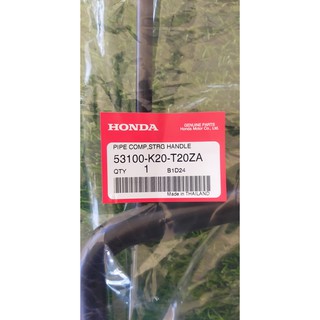 HONDA
GENUINE PARTS
Honda Motor Co., Ltd.
PIPE COMP,STRG HANDLE
53100-K20-T20ZA
QTY 1 B1D24
Made in THAILAND